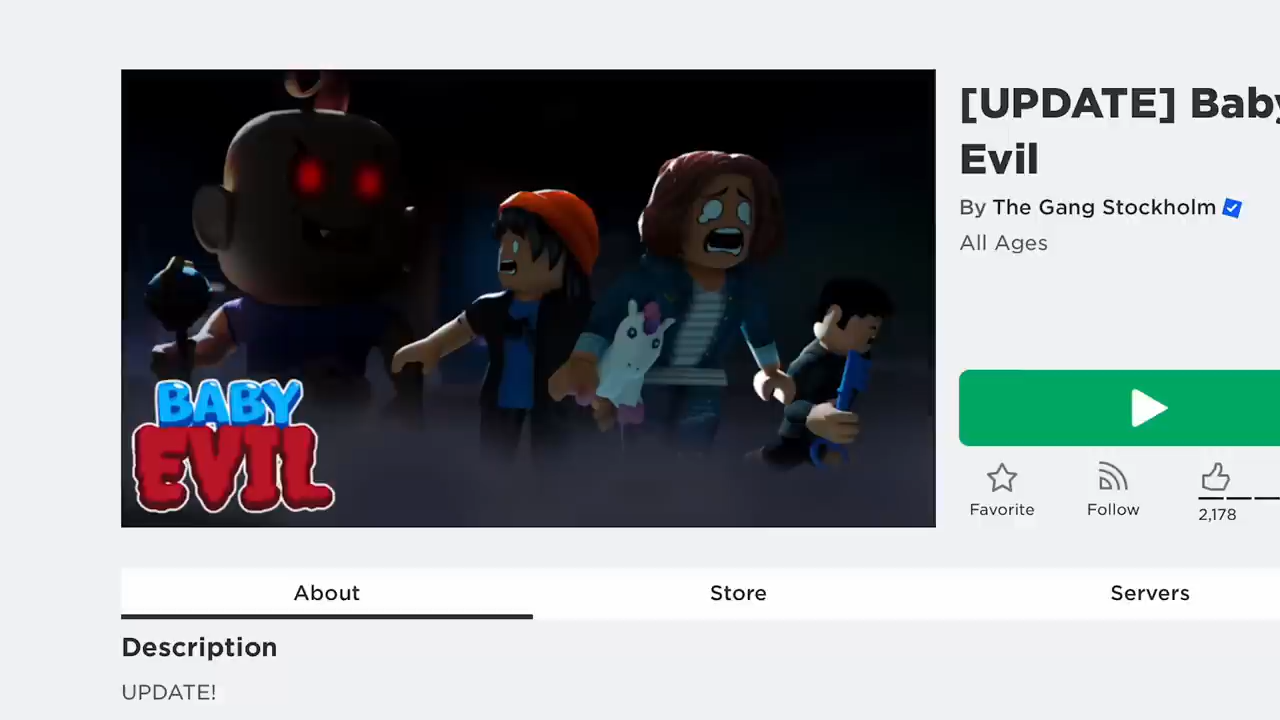 [UPDATE] Baby
Evil
By The Gang Stockholm
All Ages
BABY
EVIL
Favorite
Follow
2,178
About
Store
Servers
Description
UPDATE!